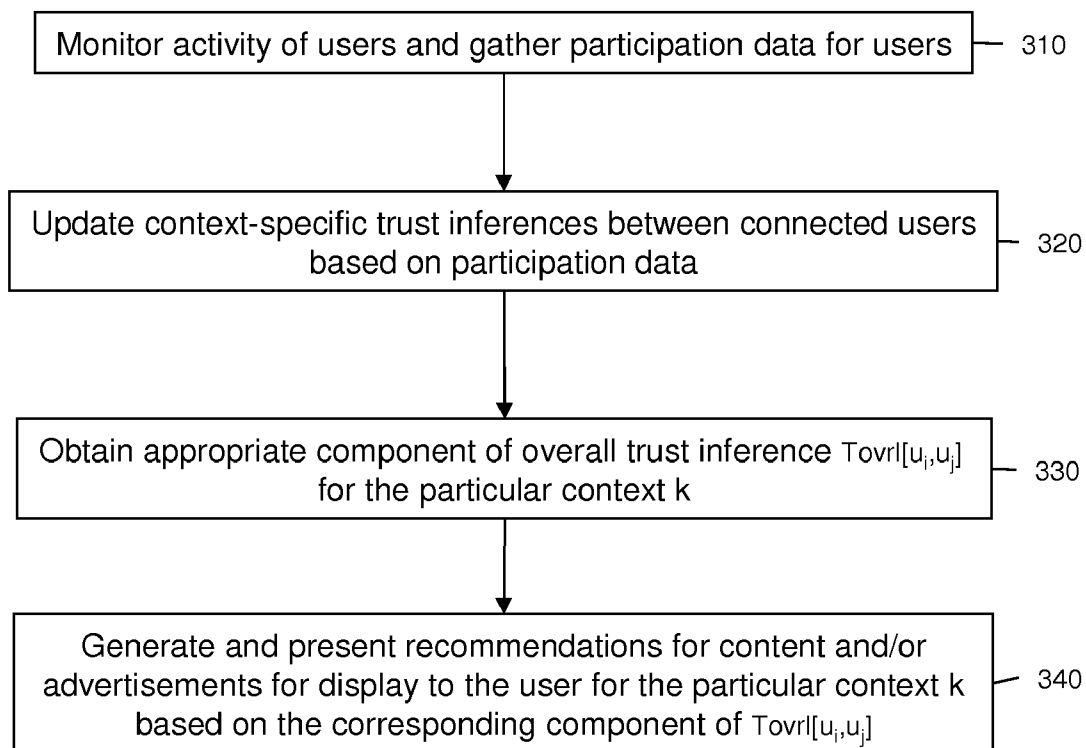 Monitor activity of users and gather participation data for users
310
Update context-specific trust inferences between connected users
based on participation data
320
Obtain appropriate component of overall trust inference Tovrl[uᵢ,uⱼ]
for the particular context k
330
Generate and present recommendations for content and/or
advertisements for display to the user for the particular context k
based on the corresponding component of Tovrl[uᵢ,uⱼ]
340